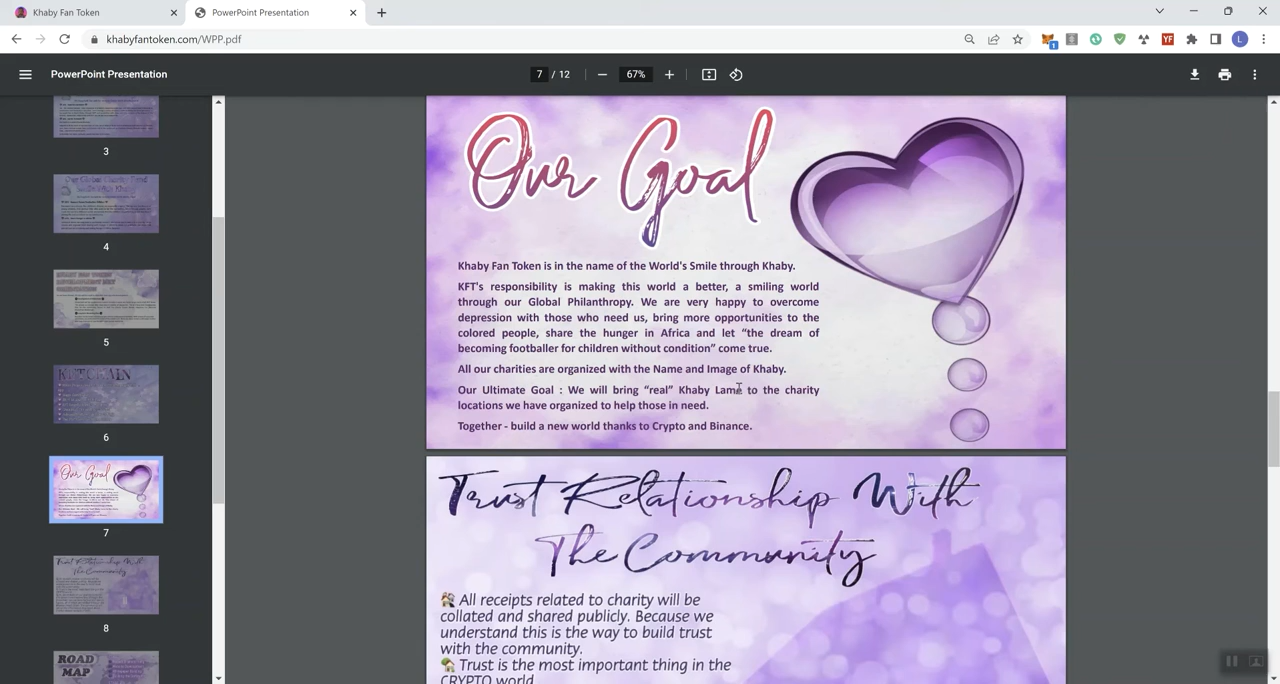 Khaby Fan Token
PowerPoint Presentation
khabyfantoken.com/WPP.pdf
PowerPoint Presentation
7 / 12
67%
3
4
5
6
7
8
Our Goal
Khaby Fan Token is in the name of the World's Smile through Khaby.
KFT's responsibility is making this world a better, a smiling world
through our Global Philanthropy. We are very happy to overcome
depression with those who need us, bring more opportunities to the
colored people, share the hunger in Africa and let “the dream of
becoming footballer for children without condition” come true.
All our charities are organized with the Name and Image of Khaby.
Our Ultimate Goal : We will bring “real” Khaby Lame to the charity
locations we have organized to help those in need.
Together - build a new world thanks to Crypto and Binance.
Trust Relationship With
The Community
All receipts related to charity will be
collated and shared publicly. Because we
understand this is the way to build trust
with the community.
Trust is the most important thing in the
CRYPTO world
ROAD
MAP